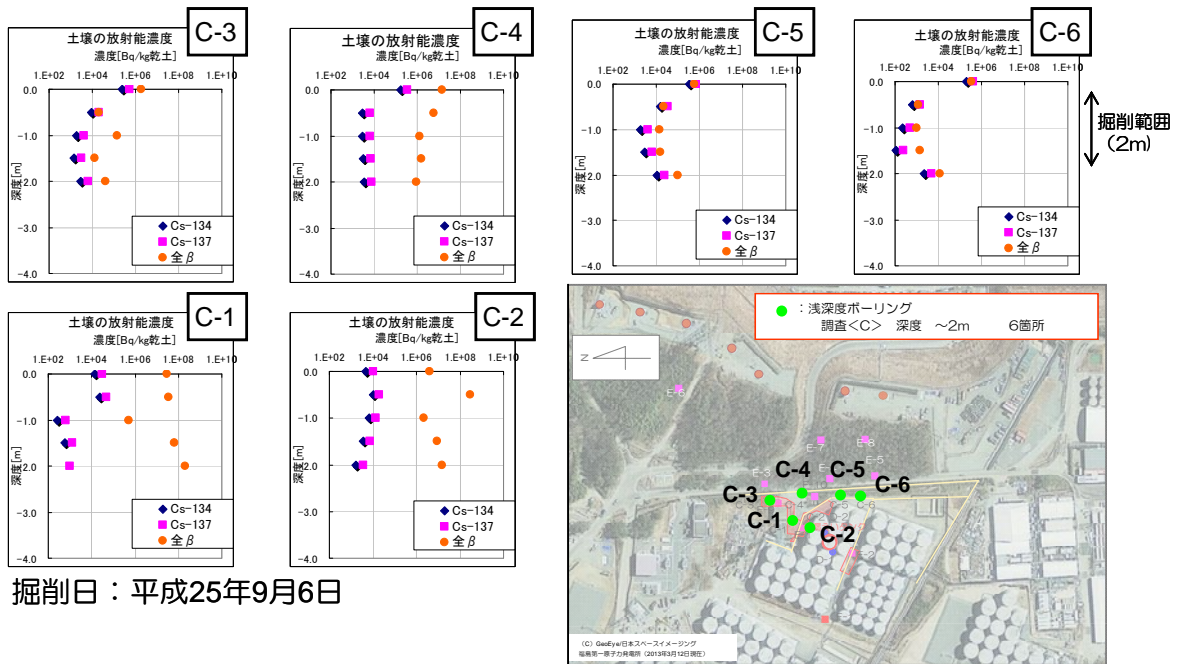 C-3
土壌の放射能濃度
濃度[Bq/kg乾土]
1.E+02 1.E+04 1.E+06 1.E+08 1.E+10
0.0
-1.0
-2.0
-3.0
-4.0
深度[m]
Cs-134
Cs-137
全β
C-4
土壌の放射能濃度
濃度[Bq/kg乾土]
1.E+02 1.E+04 1.E+06 1.E+08 1.E+10
0.0
-1.0
-2.0
-3.0
-4.0
深度[m]
Cs-134
Cs-137
全β
C-5
土壌の放射能濃度
濃度[Bq/kg乾土]
1.E+02 1.E+04 1.E+06 1.E+08 1.E+10
0.0
-1.0
-2.0
-3.0
-4.0
深度[m]
Cs-134
Cs-137
全β
C-6
土壌の放射能濃度
濃度[Bq/kg乾土]
1.E+02 1.E+04 1.E+06 1.E+08 1.E+10
0.0
-1.0
-2.0
-3.0
-4.0
深度[m]
Cs-134
Cs-137
全β
掘削範囲
(2m)
C-1
土壌の放射能濃度
濃度[Bq/kg乾土]
1.E+02 1.E+04 1.E+06 1.E+08 1.E+10
0.0
-1.0
-2.0
-3.0
-4.0
深度[m]
Cs-134
Cs-137
全β
C-2
土壌の放射能濃度
濃度[Bq/kg乾土]
1.E+02 1.E+04 1.E+06 1.E+08 1.E+10
0.0
-1.0
-2.0
-3.0
-4.0
深度[m]
Cs-134
Cs-137
全β
:浅深度ボーリング
調査<C> 深度 ~2m 6箇所
N
E-6
E-7
E-8
E-3
E-5
C-4
C-5
C-3
C-6
C-1
C-2
E-2
(C) GeoEye/日本スペースイメージング
福島第一原子力発電所(2013年3月12日現在)
掘削日:平成25年9月6日